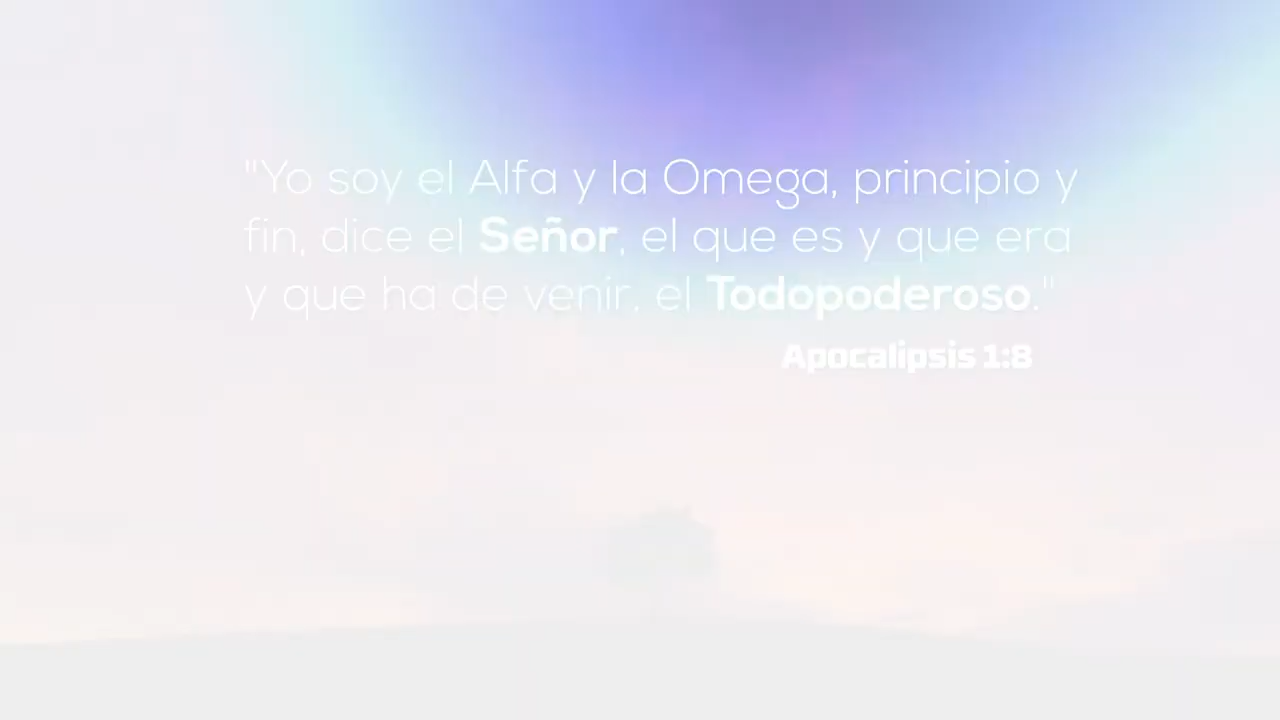 "Yo soy el Alfa y la Omega, principio y
fin, dice el Señor, el que es y que era
y que ha de venir, el Todopoderoso."
Apocalipsis 1:8